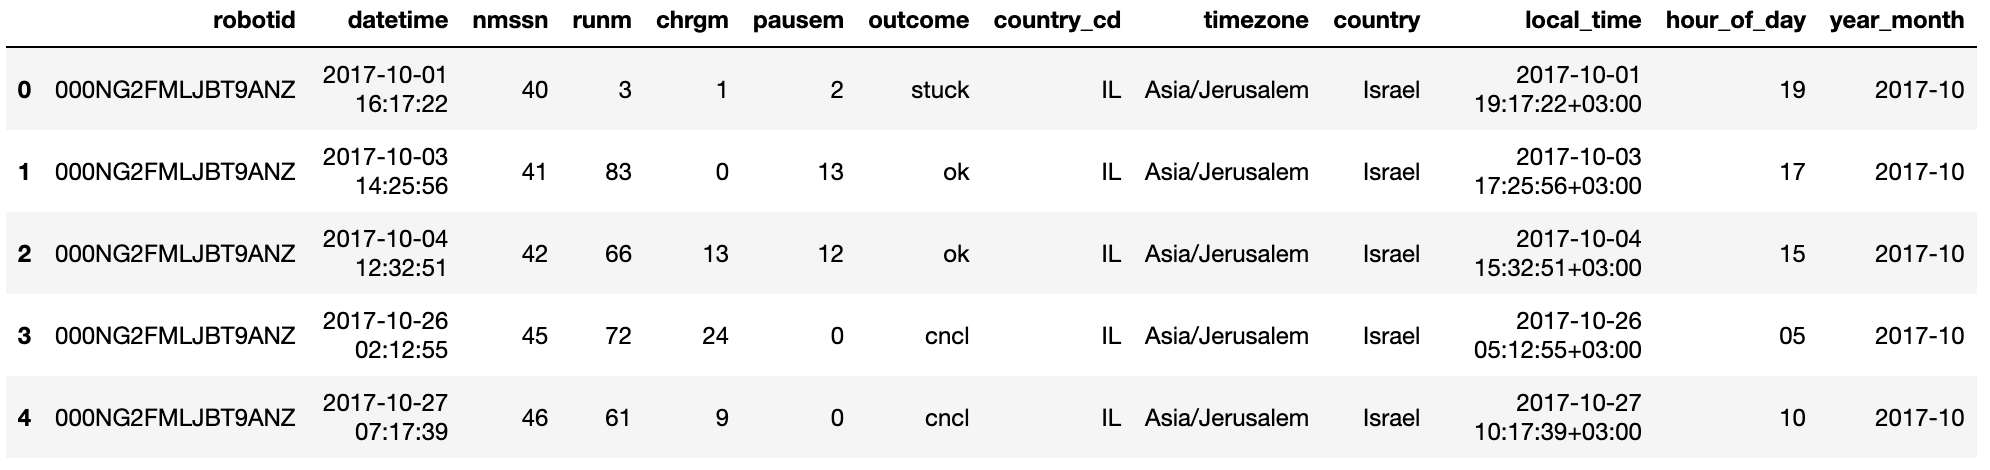 robotid datetime nmssn runm chrgm pausem outcome country_cd timezone country local_time hour_of_day year_month
2017-10-01 2017-10-01
0 000NG2FMLJBT9ANZ 40 3 1 2 stuck IL Asia/Jerusalem Israel 19 2017-10
16:17:22 19:17:22+03:00
2017-10-03 2017-10-03
1 000NG2FMLJBT9ANZ 41 83 0 13 ok IL Asia/Jerusalem Israel 17 2017-10
14:25:56 17:25:56+03:00
2017-10-04 2017-10-04
2 000NG2FMLJBT9ANZ 42 66 13 12 ok IL Asia/Jerusalem Israel 15 2017-10
12:32:51 15:32:51+03:00
2017-10-26 2017-10-26
3 000NG2FMLJBT9ANZ 45 72 24 0 cncl IL Asia/Jerusalem Israel 05 2017-10
02:12:55 05:12:55+03:00
2017-10-27 2017-10-27
4 000NG2FMLJBT9ANZ 46 61 9 0 cncl IL Asia/Jerusalem Israel 10 2017-10
07:17:39 10:17:39+03:00